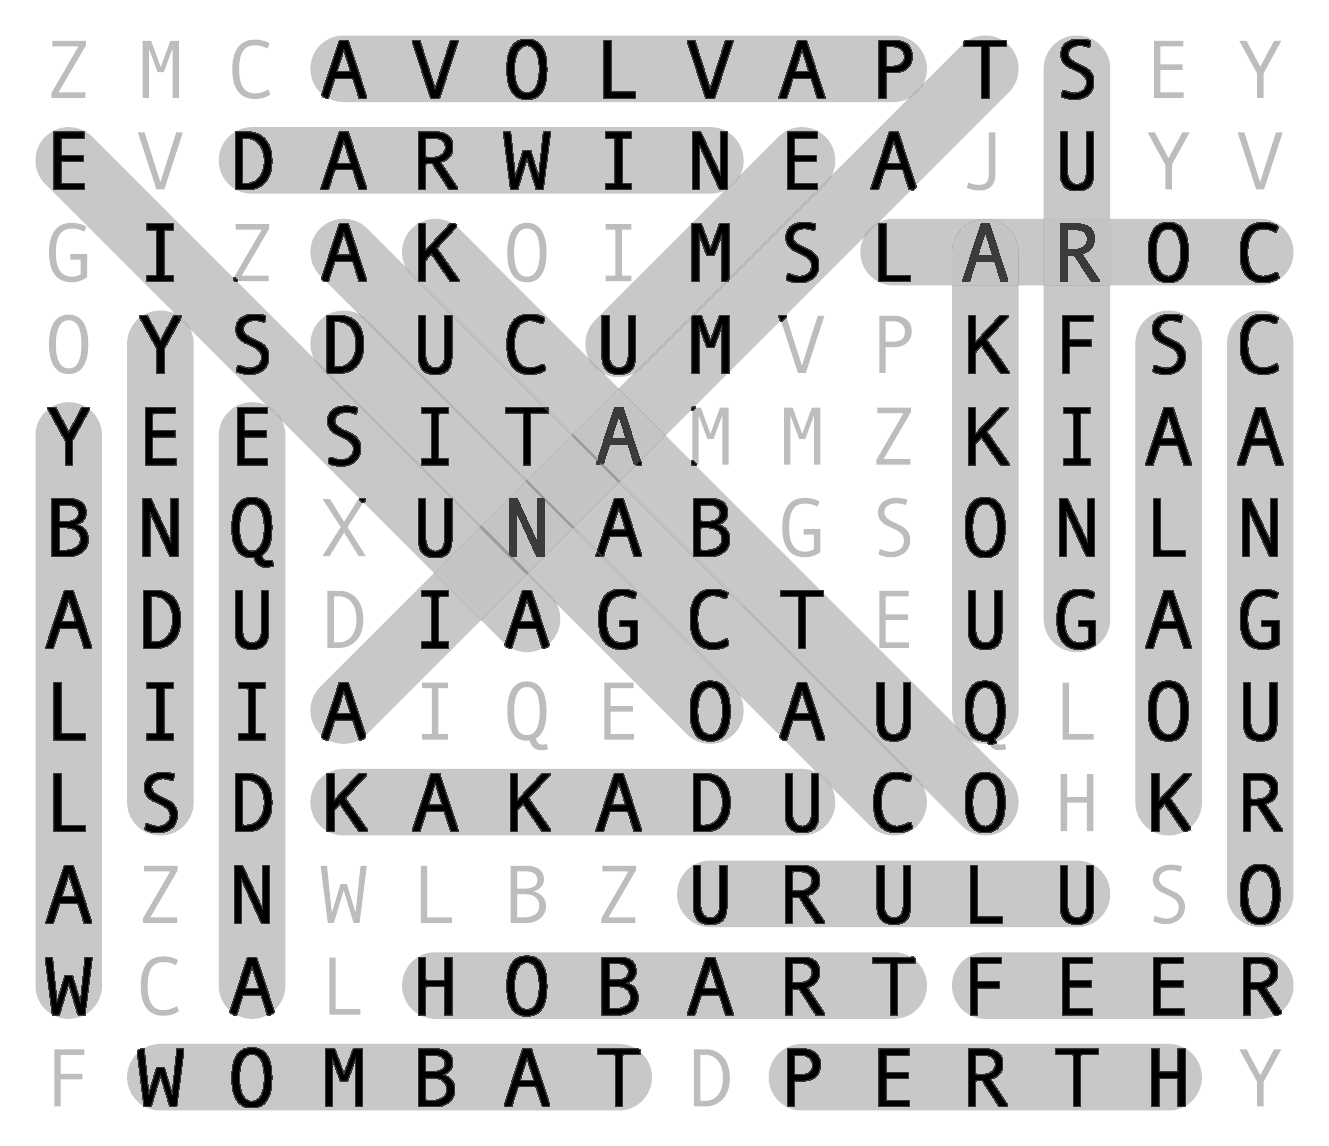 Z M C A V O L V A P T S E Y
E V D A R W I N E A J U Y V
G I Z A K O I M S L A R O C
O Y S D U C U M V P K F S C
Y E E S I T A M M Z K I A A
B N Q X U N A B G S O N L N
A D U D I A G C T E U G A G
L I I A I Q E O A U Q L O U
L S D K A K A D U C O H K R
A Z N W L B Z U R U L U S O
W C A L H O B A R T F E E R
F W O M B A T D P E R T H Y